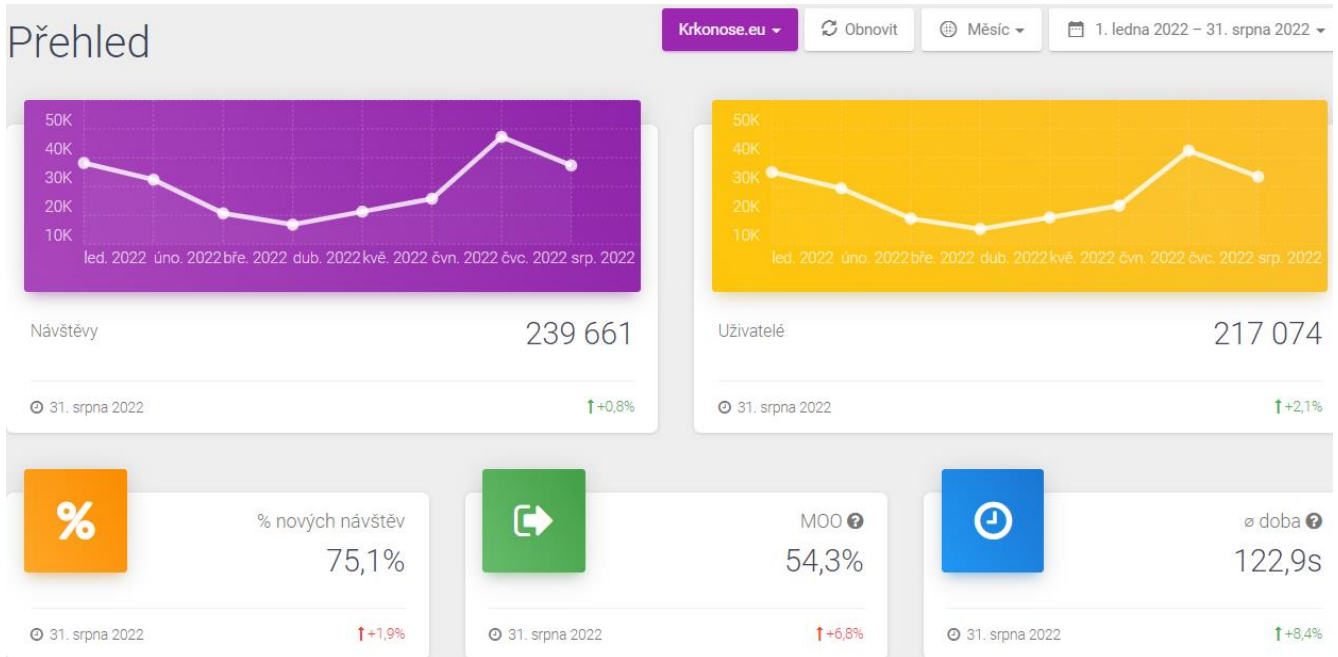 Přehled
Krkonose.eu
Obnovit
Měsíc
1. ledna 2022 – 31. srpna 2022
50K
40K
30K
20K
10K
led. 2022 úno. 2022 bře. 2022 dub. 2022 kvě. 2022 čvn. 2022 čvc. 2022 srp. 2022
Návštěvy
239 661
31. srpna 2022
+0,8%
50K
40K
30K
20K
10K
led. 2022 úno. 2022 bře. 2022 dub. 2022 kvě. 2022 čvn. 2022 čvc. 2022 srp. 2022
Uživatelé
217 074
31. srpna 2022
+2,1%
%
% nových návštěv
75,1%
31. srpna 2022
+1,9%
MOO ?
54,3%
31. srpna 2022
+6,8%
ø doba ?
122,9s
31. srpna 2022
+8,4%